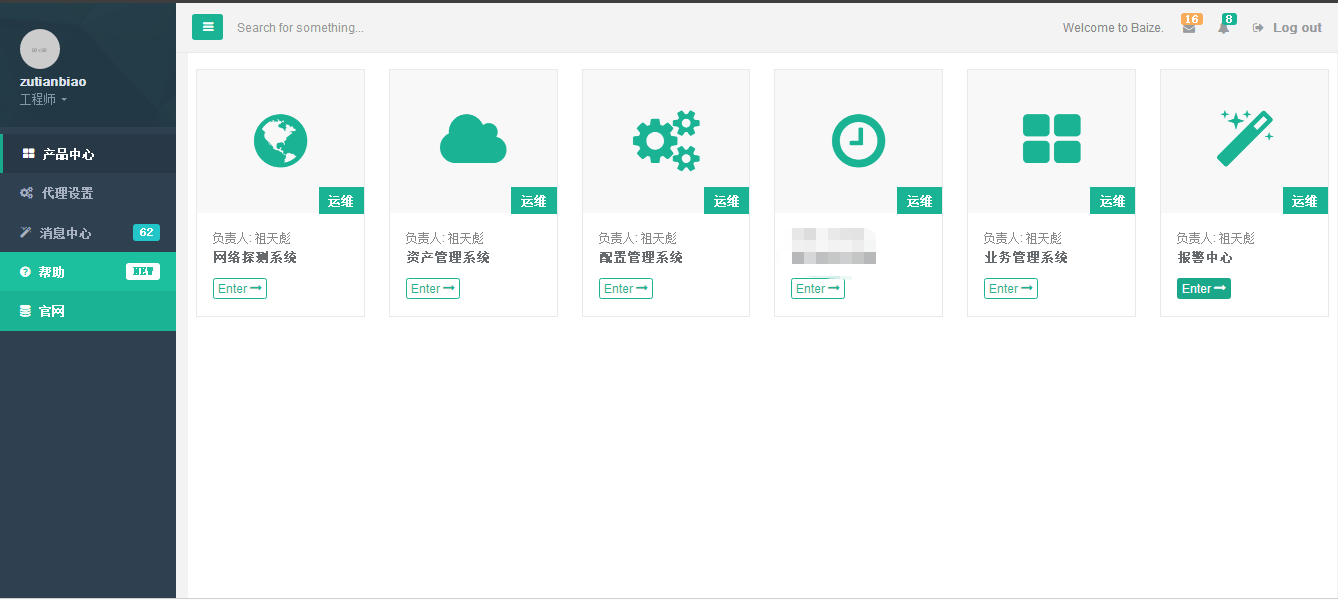 zutianbiao
工程师
产品中心
代理设置
消息中心 62
帮助 NEW
官网
Search for something...
Welcome to Baize.
16
8
Log out
运维
负责人: 祖天彪
网络探测系统
Enter
运维
负责人: 祖天彪
资产管理系统
Enter
运维
负责人: 祖天彪
配置管理系统
Enter
运维
Enter
运维
负责人: 祖天彪
业务管理系统
Enter
运维
负责人: 祖天彪
报警中心
Enter